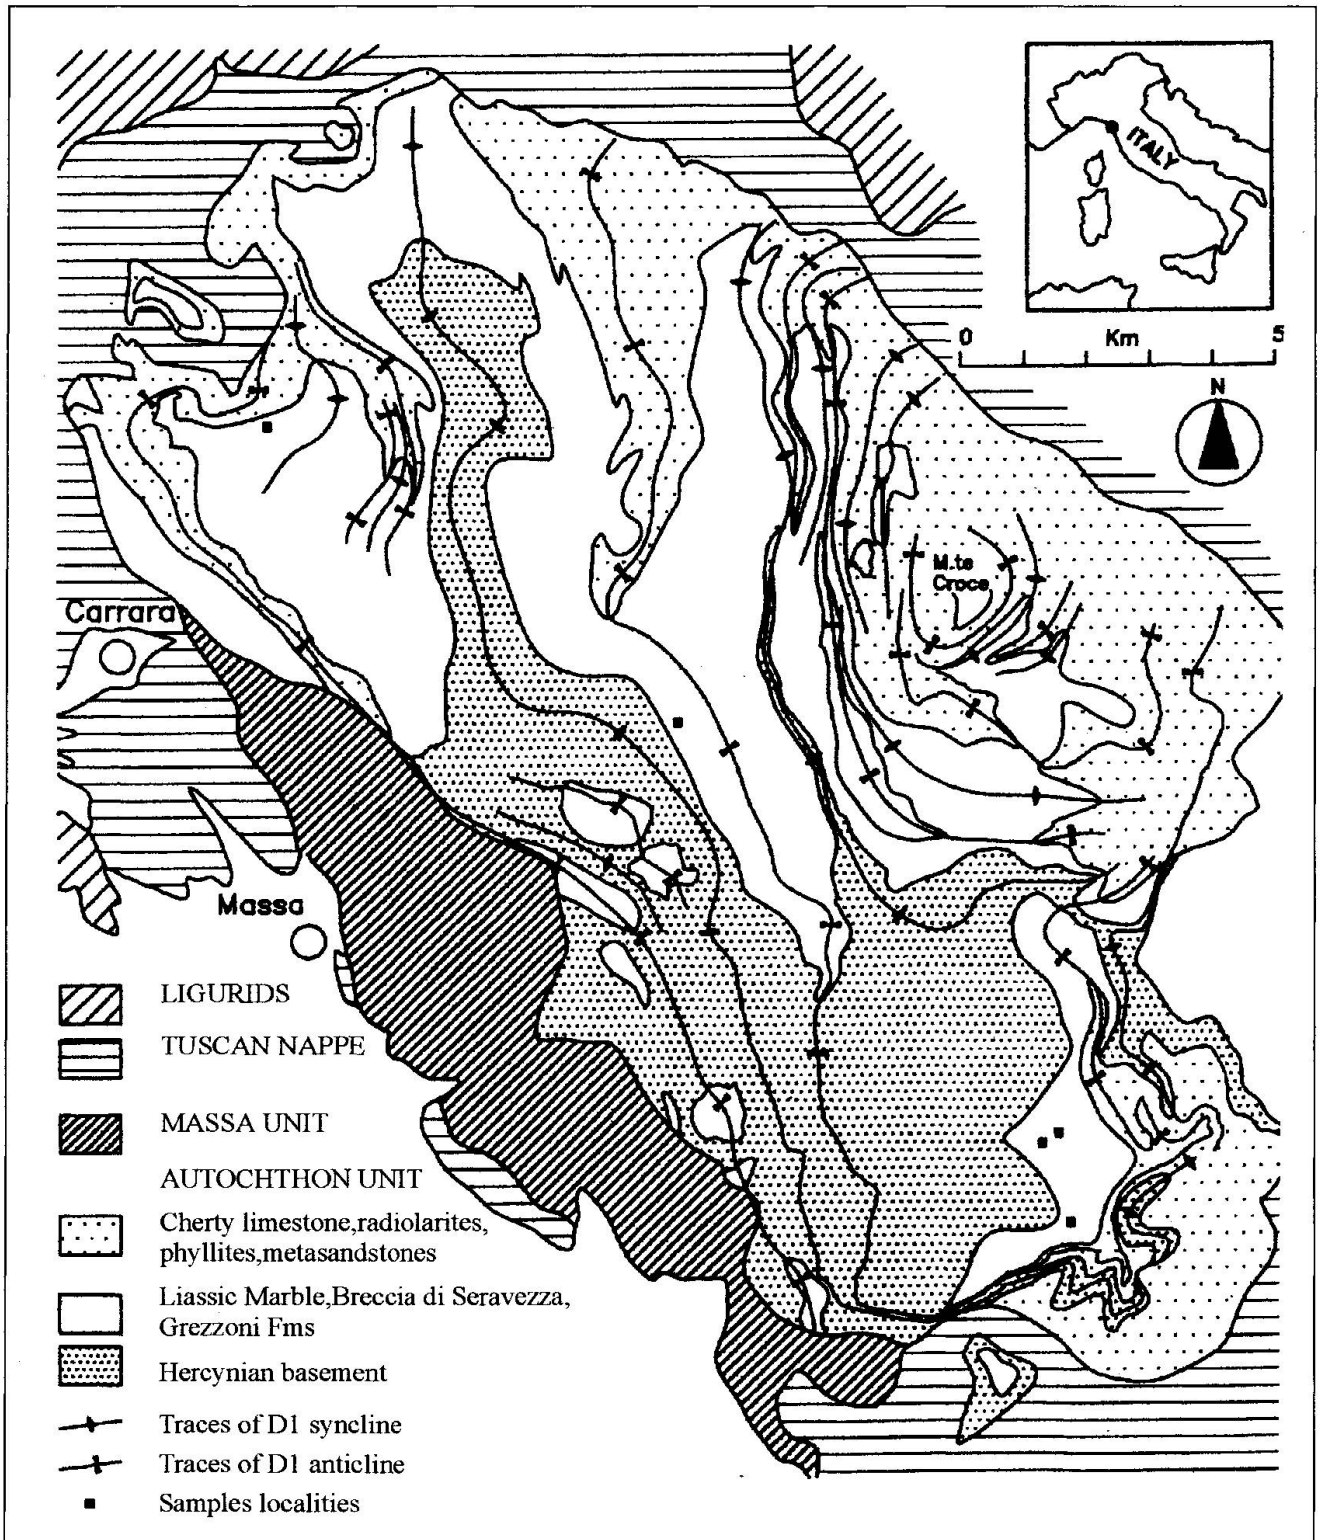 ITALY
0 Km 5
N
M.te
Croce
Carrara
Massa
LIGURIDS
TUSCAN NAPPE
MASSA UNIT
AUTOCHTHON UNIT
Cherty limestone,radiolarites,
phyllites,metasandstones
Liassic Marble,Breccia di Seravezza,
Grezzoni Fms
Hercynian basement
Traces of D1 syncline
Traces of D1 anticline
Samples localities